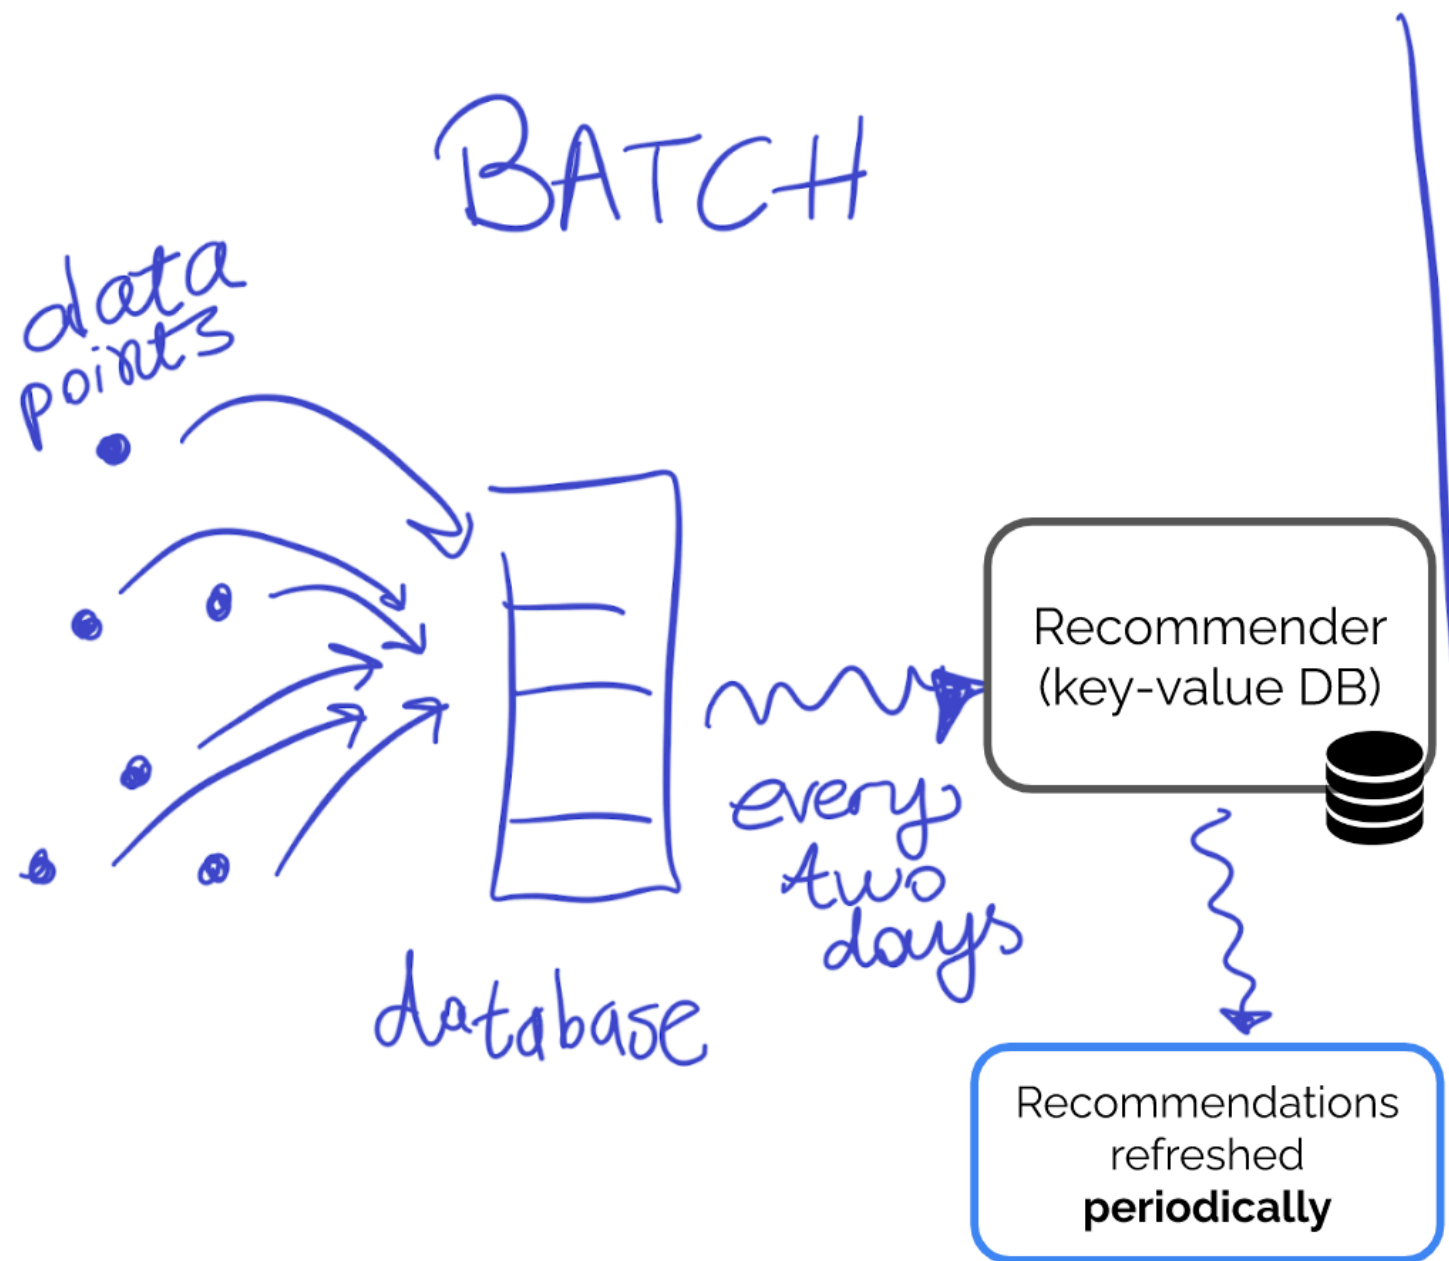 BATCH
data
points
Recommender
(key-value DB)
every
two
days
database
Recommendations
refreshed
periodically